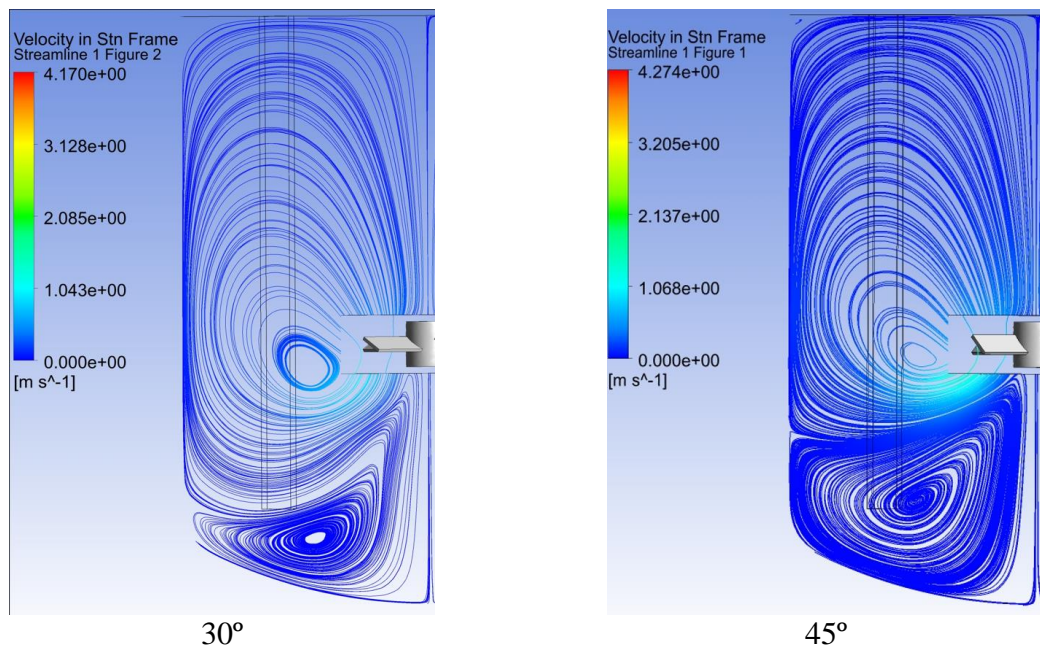 Velocity in Stn Frame
Streamline 1 Figure 2
4.170e+00
3.128e+00
2.085e+00
1.043e+00
0.000e+00
[m s^-1]
30º
Velocity in Stn Frame
Streamline 1 Figure 1
4.274e+00
3.205e+00
2.137e+00
1.068e+00
0.000e+00
[m s^-1]
45º